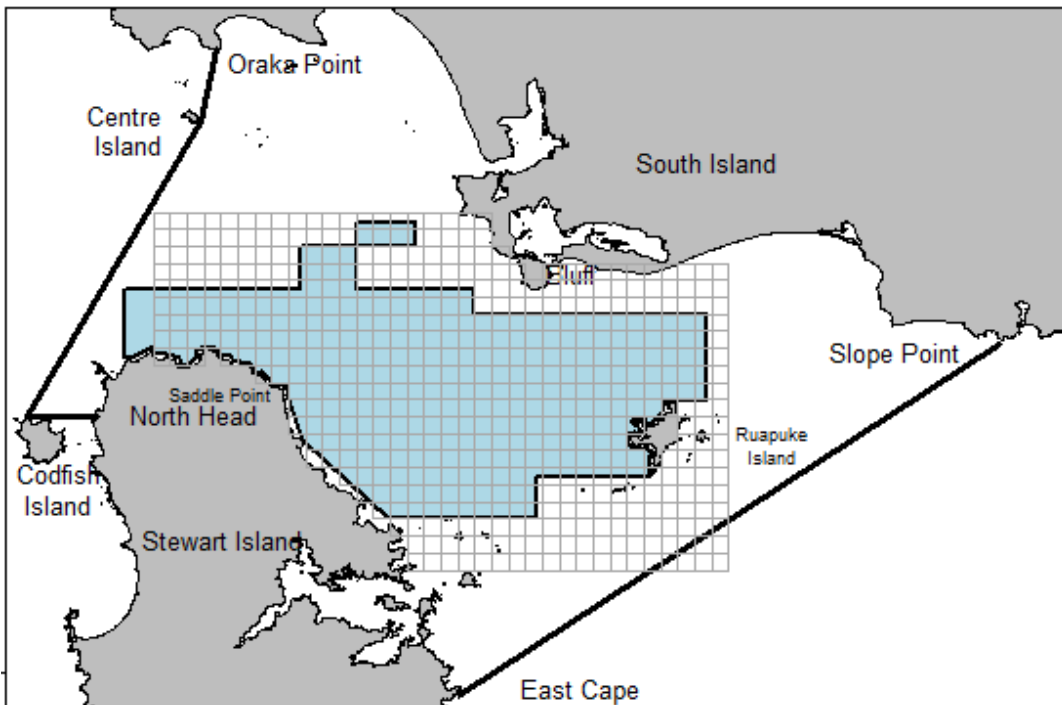 Oraka Point
Centre
Island
South Island
Bluff
Slope Point
Saddle Point
North Head
Ruapuke
Island
Codfish
Island
Stewart Island
East Cape